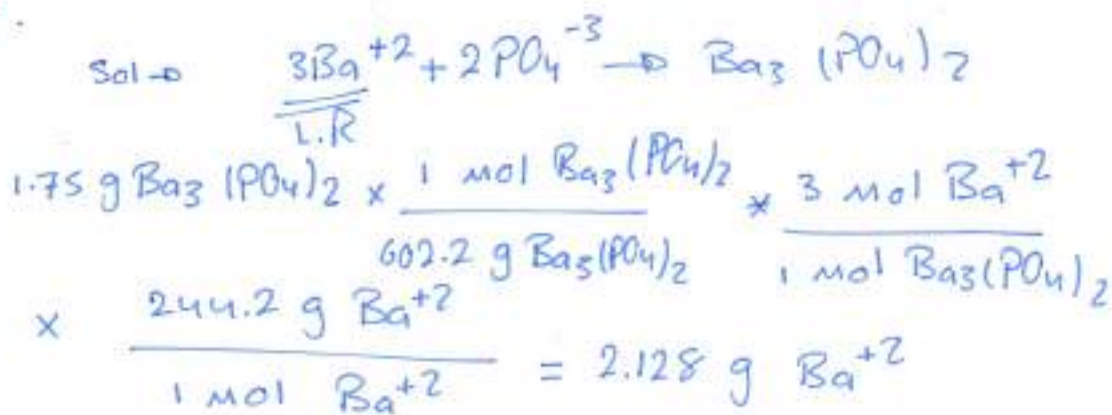 Sol → 3Ba⁺² + 2PO₄⁻³ → Ba₃ (PO₄)₂
L.R
1.75 g Ba₃ (PO₄)₂ × 1 mol Ba₃(PO₄)₂ / 602.2 g Ba₃(PO₄)₂ * 3 mol Ba⁺² / 1 mol Ba₃(PO₄)₂
× 244.2 g Ba⁺² / 1 mol Ba⁺² = 2.128 g Ba⁺²